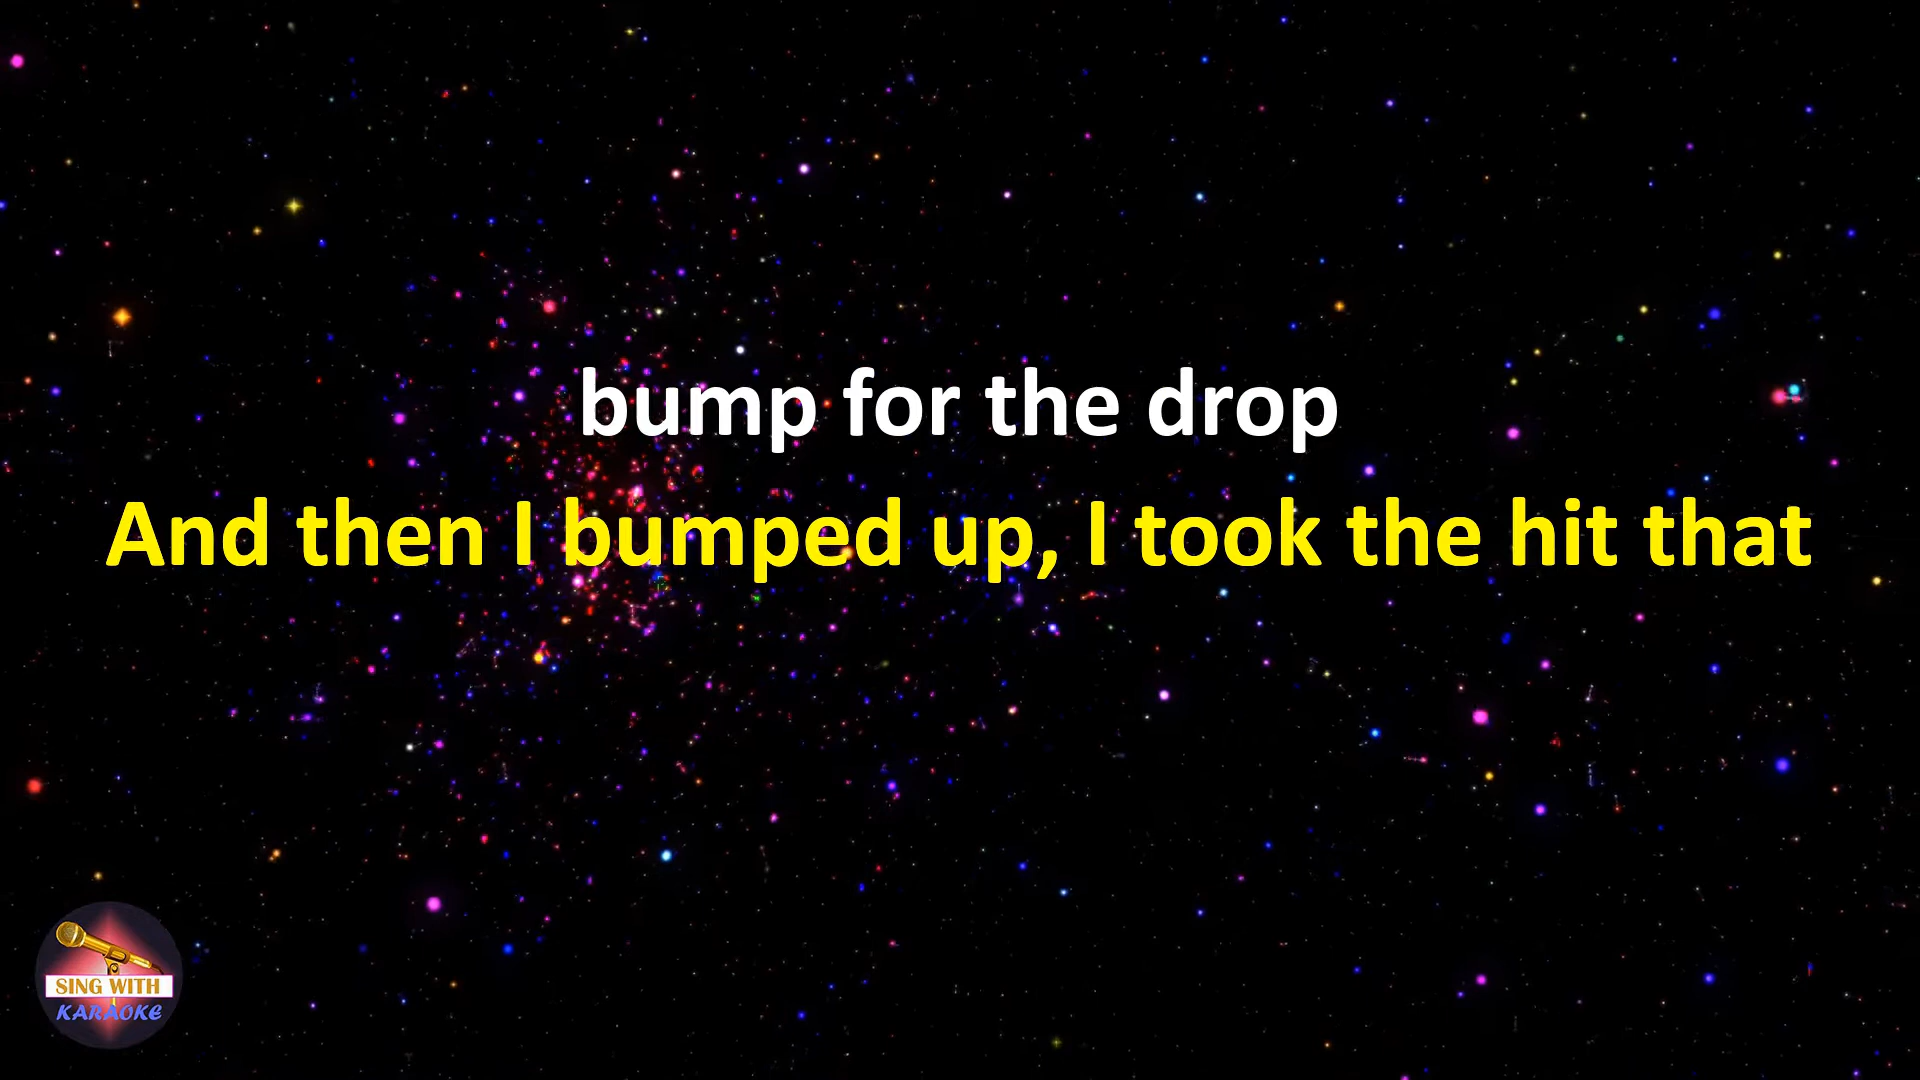 bump for the drop
And then I bumped up, I took the hit that
SING WITH
KARAOKE